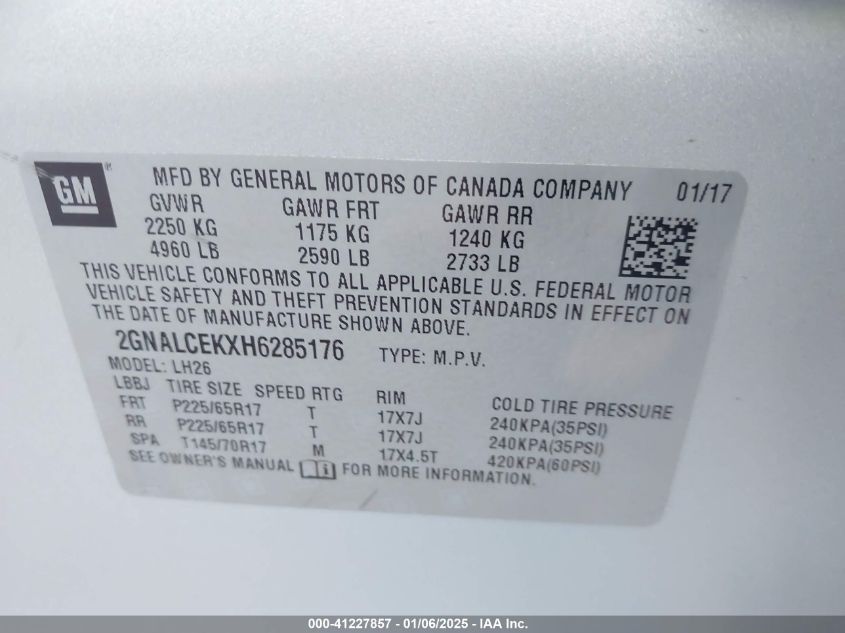 GM
MFD BY GENERAL MOTORS OF CANADA COMPANY 01/17
GVWR GAWR FRT GAWR RR
2250 KG 1175 KG 1240 KG
4960 LB 2590 LB 2733 LB
THIS VEHICLE CONFORMS TO ALL APPLICABLE U.S. FEDERAL MOTOR
VEHICLE SAFETY AND THEFT PREVENTION STANDARDS IN EFFECT ON
THE DATE OF MANUFACTURE SHOWN ABOVE.
2GNALCEKXH6285176 TYPE: M.P.V.
MODEL: LH26
LBBJ TIRE SIZE SPEED RTG RIM COLD TIRE PRESSURE
FRT P225/65R17 T 17X7J 240KPA(35PSI)
RR P225/65R17 T 17X7J 240KPA(35PSI)
SPA T145/70R17 M 17X4.5T 420KPA(60PSI)
SEE OWNER'S MANUAL FOR MORE INFORMATION.
000-41227857 - 01/06/2025 - IAA Inc.